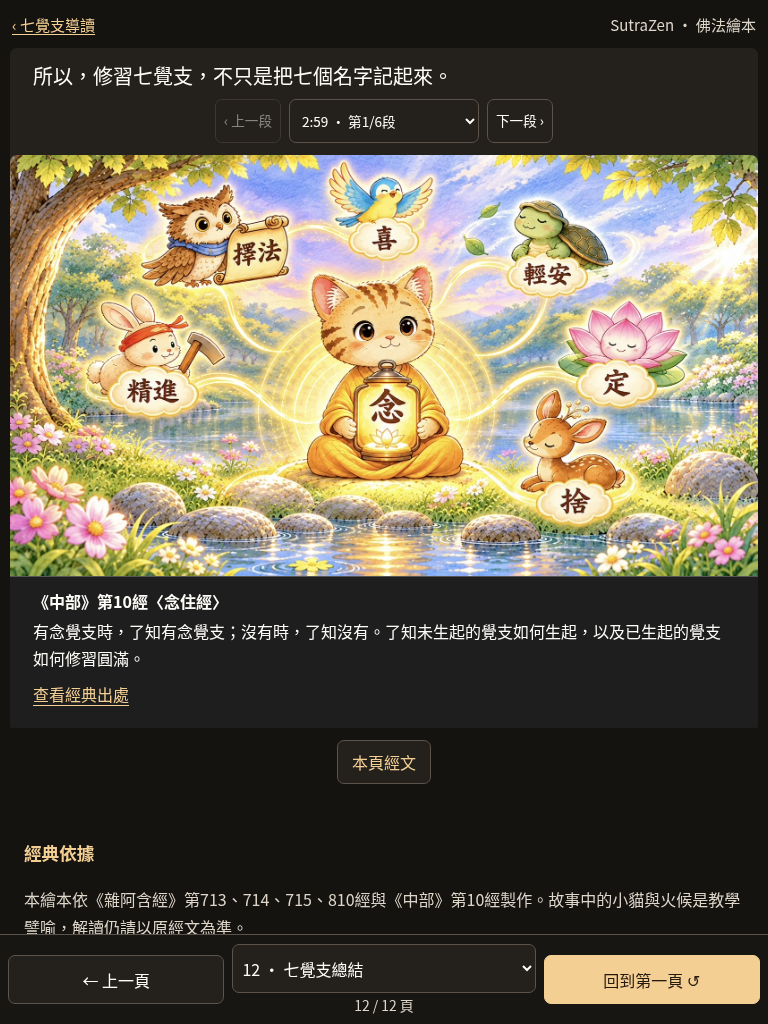 ‹ 七覺支導讀
SutraZen · 佛法繪本
所以，修習七覺支，不只是把七個名字記起來。
‹ 上一段
2:59 · 第1/6段
下一段 ›
擇法
喜
輕安
精進
念
定
捨
《中部》第10經〈念住經〉
有念覺支時，了知有念覺支；沒有時，了知沒有。了知未生起的覺支如何生起，以及已生起的覺支
如何修習圓滿。
查看經典出處
本頁經文
經典依據
本繪本依《雜阿含經》第713、714、715、810經與《中部》第10經製作。故事中的小貓與火候是教學
譬喻，解讀仍請以原經文為準。
← 上一頁
12 · 七覺支總結
回到第一頁 ↺
12 / 12 頁